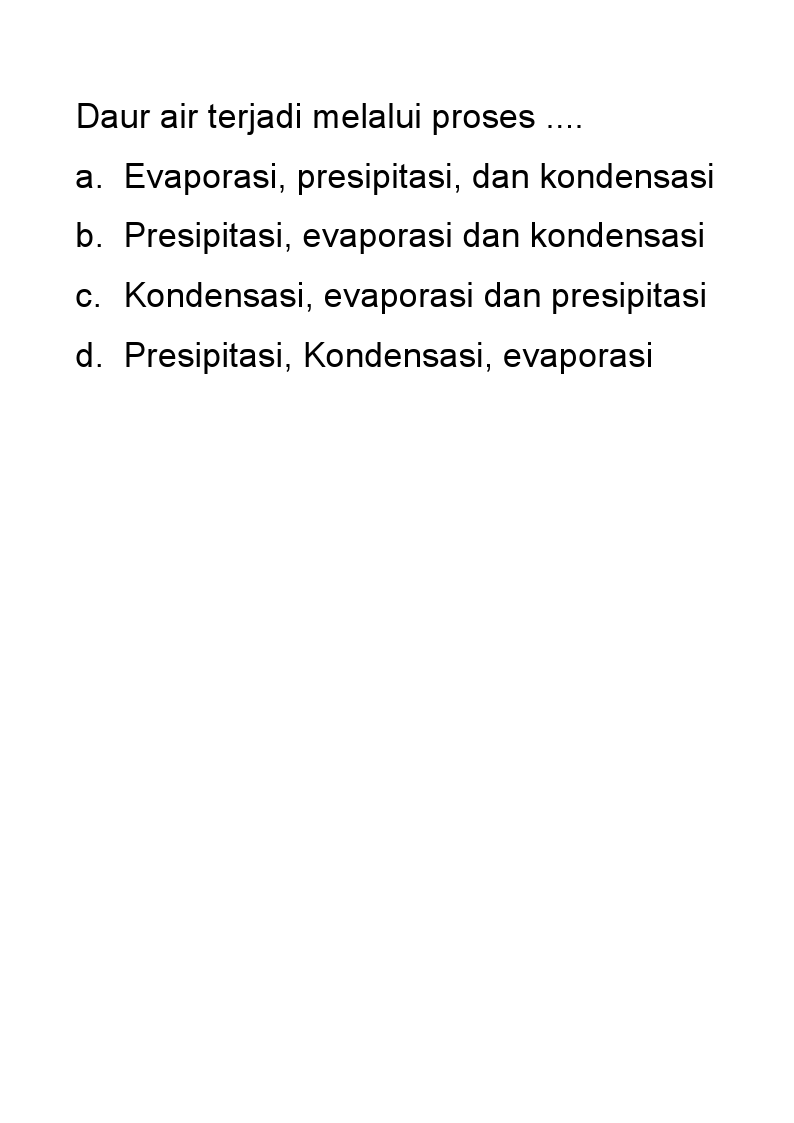 Daur air terjadi melalui proses ....
a. Evaporasi, presipitasi, dan kondensasi
b. Presipitasi, evaporasi dan kondensasi
c. Kondensasi, evaporasi dan presipitasi
d. Presipitasi, Kondensasi, evaporasi